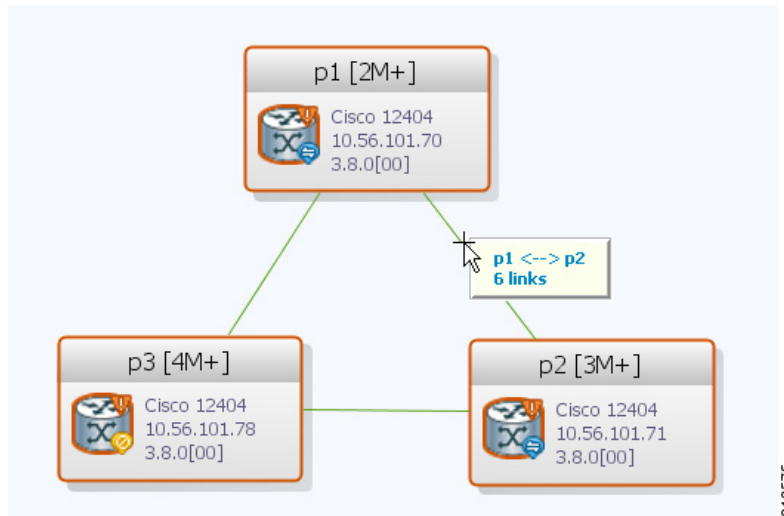 p1 [2M+]
Cisco 12404
10.56.101.70
3.8.0[00]
p1 <--> p2
6 links
p3 [4M+]
Cisco 12404
10.56.101.78
3.8.0[00]
p2 [3M+]
Cisco 12404
10.56.101.71
3.8.0[00]